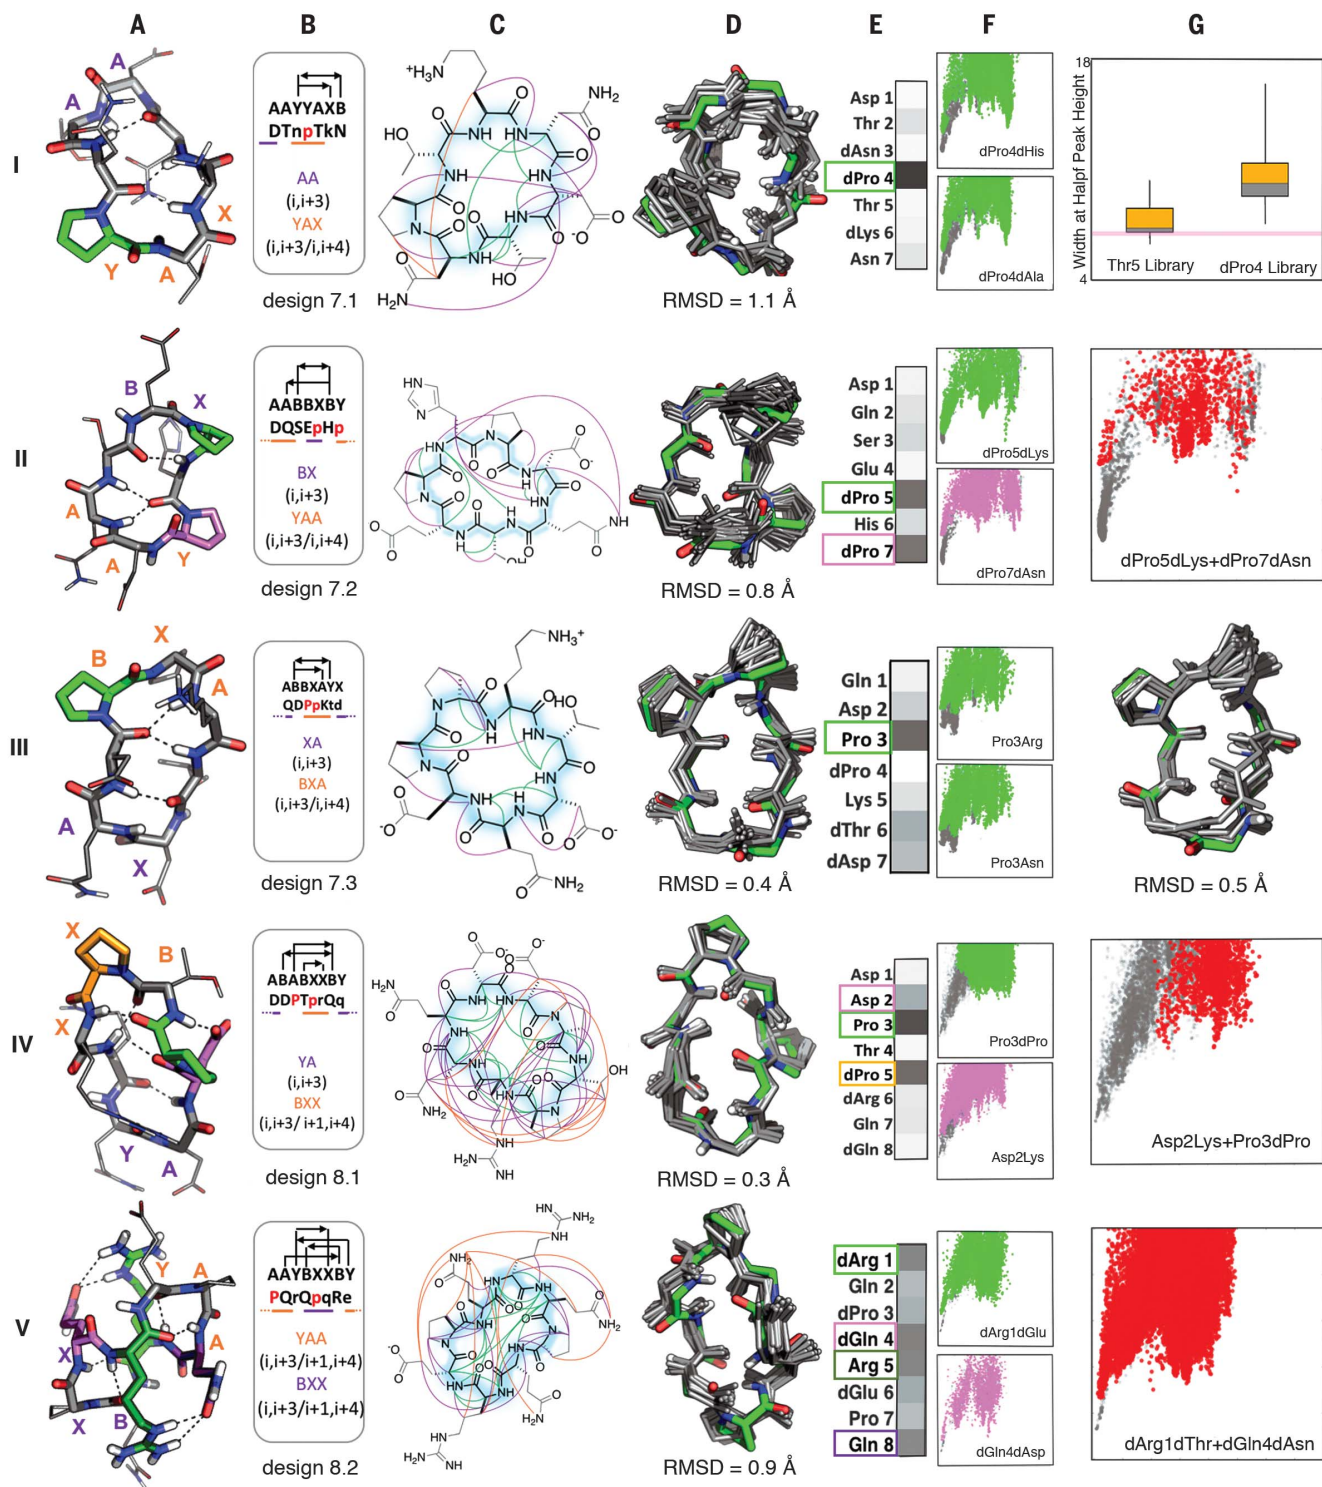 A B C D E F G
I
A
A
X
Y A
AAYYAXB
DTnpTkN
AA
(i,i+3)
YAX
(i,i+3/i,i+4)
design 7.1
+H3N
NH2
HO
O
NH
HN
N
O-
OH
H2N
RMSD = 1.1 Å
Asp 1
Thr 2
dAsn 3
dPro 4
Thr 5
dLys 6
Asn 7
dPro4dHis
dPro4dAla
Width at Halpf Peak Height
18
4
Thr5 Library
dPro4 Library
II
B
X
A
A
Y
AABBXBY
DQSEpHp
BX
(i,i+3)
YAA
(i,i+3/i,i+4)
design 7.2
RMSD = 0.8 Å
Asp 1
Gln 2
Ser 3
Glu 4
dPro 5
His 6
dPro 7
dPro5dLys
dPro7dAsn
dPro5dLys+dPro7dAsn
III
X
B
A
A
X
ABBXAYX
QDPpKtd
XA
(i,i+3)
BXA
(i,i+3/i,i+4)
design 7.3
NH3+
RMSD = 0.4 Å
Gln 1
Asp 2
Pro 3
dPro 4
Lys 5
dThr 6
dAsp 7
Pro3Arg
Pro3Asn
RMSD = 0.5 Å
IV
X
B
X
Y
A
ABABXXBY
DDPTprQq
YA
(i,i+3)
BXX
(i,i+3/ i+1,i+4)
design 8.1
RMSD = 0.3 Å
Asp 1
Asp 2
Pro 3
Thr 4
dPro 5
dArg 6
Gln 7
dGln 8
Pro3dPro
Asp2Lys
Asp2Lys+Pro3dPro
V
Y
A
X
A
X
B
AAYBXXBY
PQrQpqRe
YAA
(i,i+3/i+1,i+4)
BXX
(i,i+3/i+1,i+4)
design 8.2
RMSD = 0.9 Å
dArg 1
Gln 2
dPro 3
dGln 4
Arg 5
dGlu 6
Pro 7
Gln 8
dArg1dGlu
dGln4dAsp
dArg1dThr+dGln4dAsn